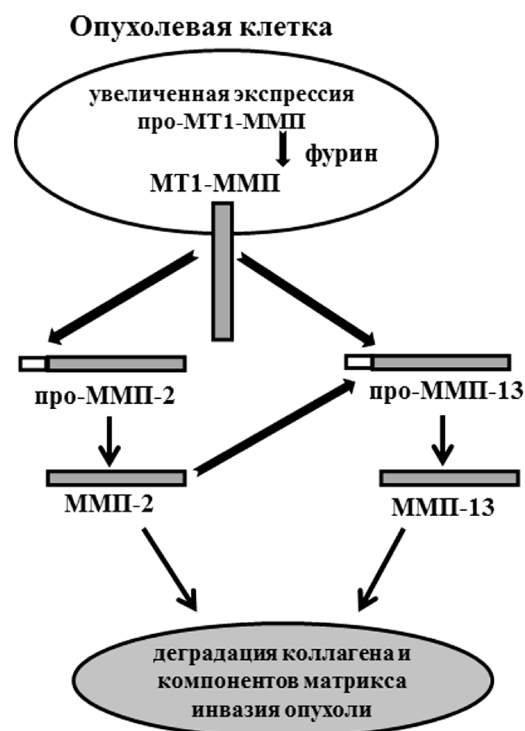 Опухолевая клетка
увеличенная экспрессия
про-МТ1-ММП
фурин
МТ1-ММП
про-ММП-2
про-ММП-13
ММП-2
ММП-13
деградация коллагена и
компонентов матрикса
инвазия опухоли